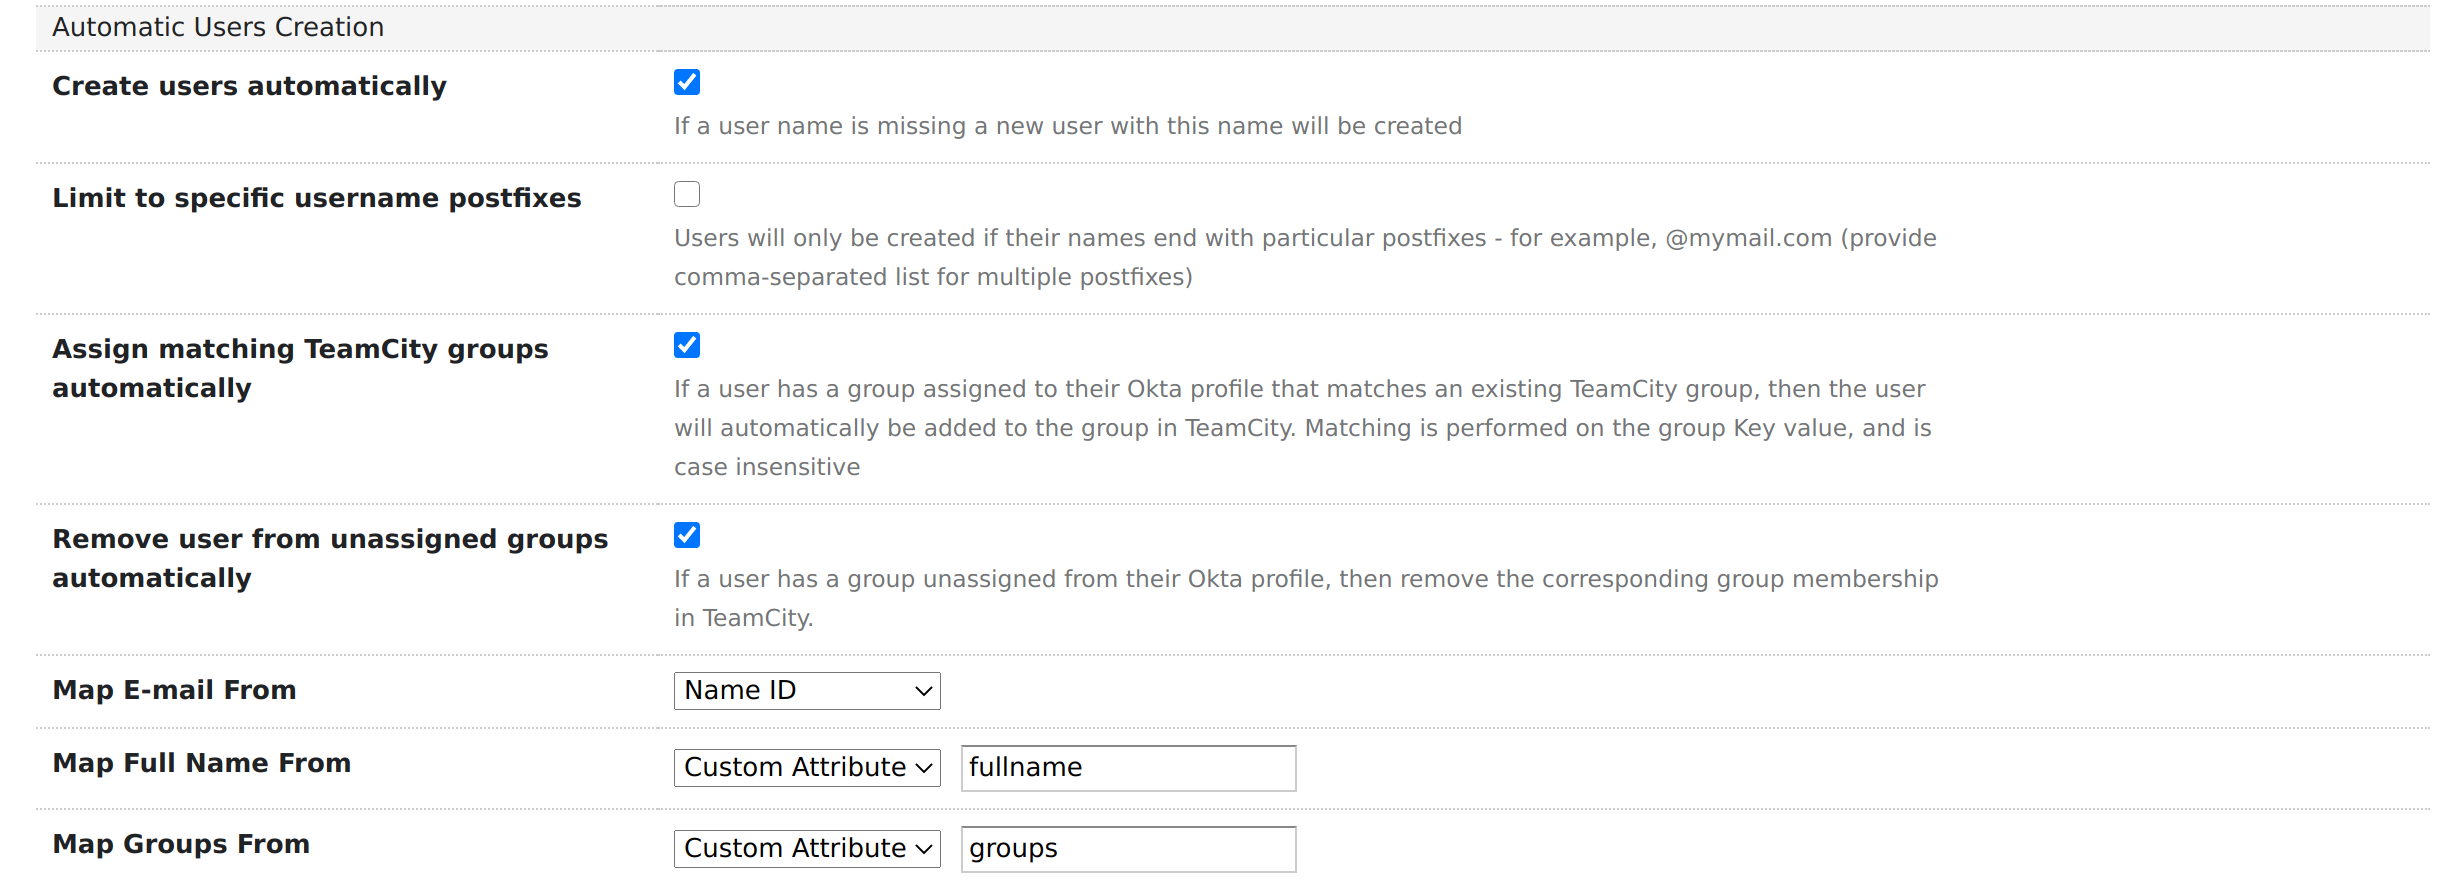 Automatic Users Creation
Create users automatically
If a user name is missing a new user with this name will be created
Limit to specific username postfixes
Users will only be created if their names end with particular postfixes - for example, @mymail.com (provide
comma-separated list for multiple postfixes)
Assign matching TeamCity groups
automatically
If a user has a group assigned to their Okta profile that matches an existing TeamCity group, then the user
will automatically be added to the group in TeamCity. Matching is performed on the group Key value, and is
case insensitive
Remove user from unassigned groups
automatically
If a user has a group unassigned from their Okta profile, then remove the corresponding group membership
in TeamCity.
Map E-mail From
Name ID
Map Full Name From
Custom Attribute
fullname
Map Groups From
Custom Attribute
groups